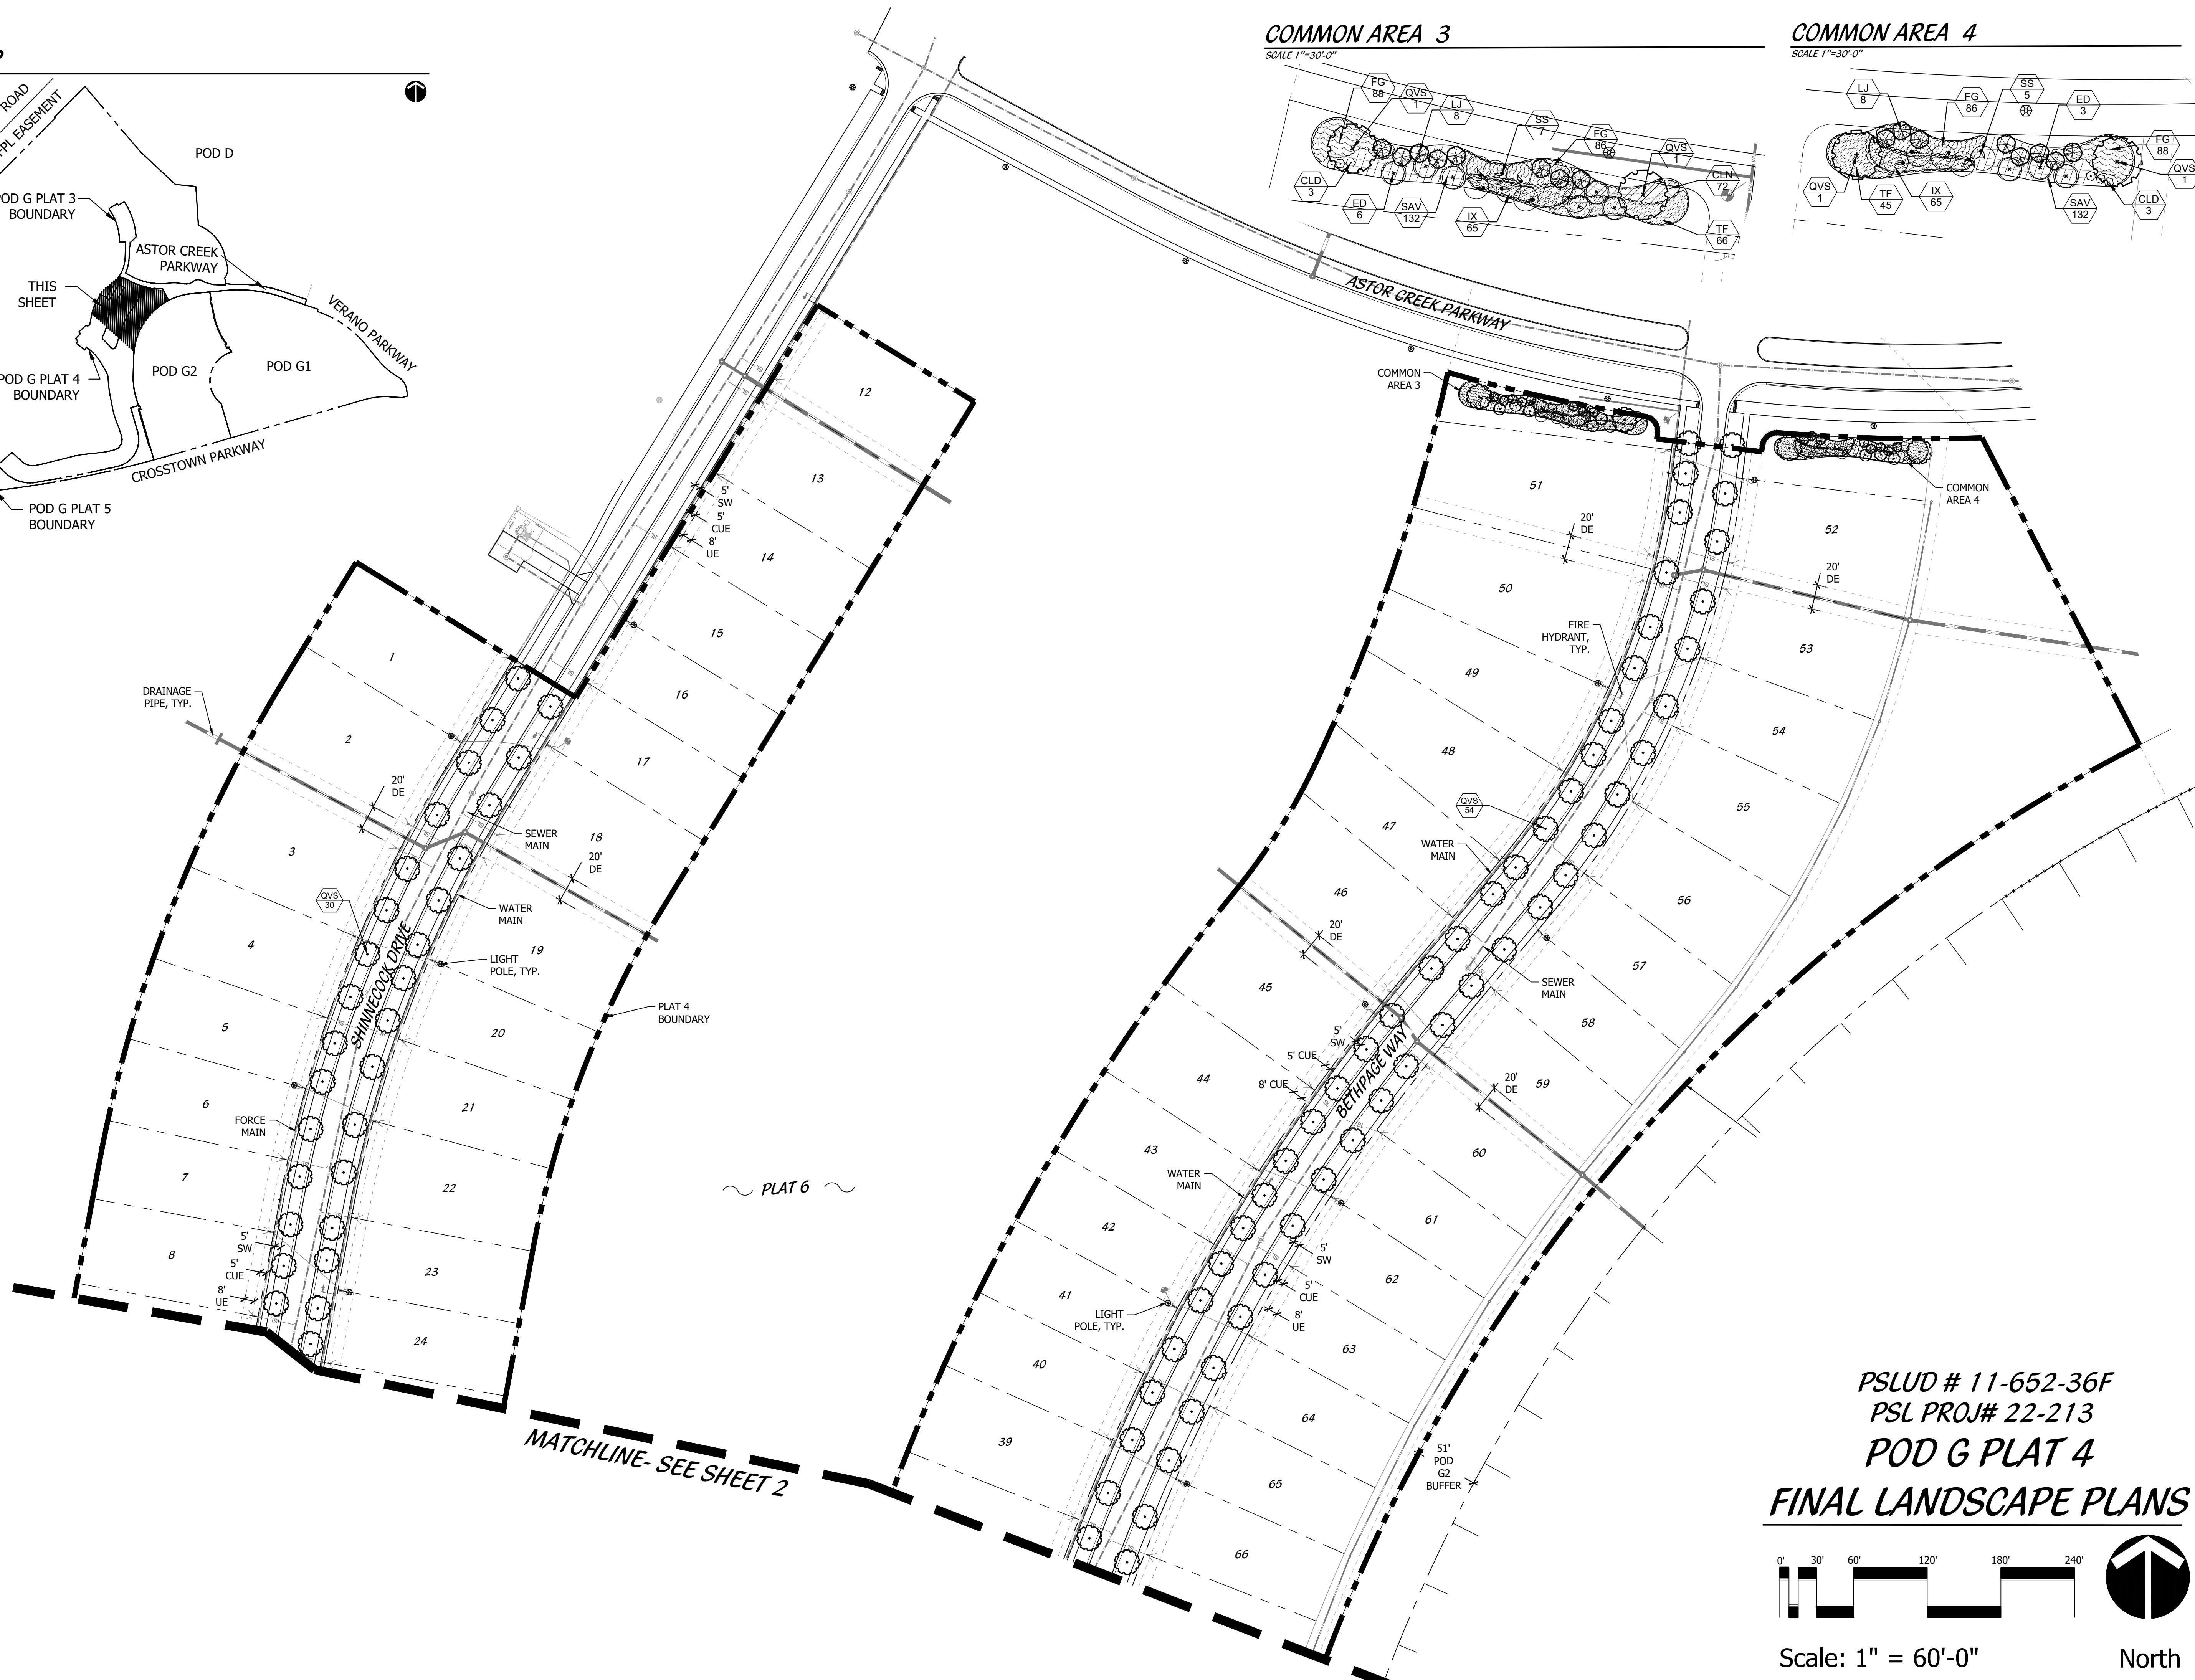 P
ROAD
FPL EASEMENT
POD D
POD G PLAT 3
BOUNDARY
ASTOR CREEK
PARKWAY
THIS
SHEET
VERANO PARKWAY
POD G2
POD G1
POD G PLAT 4
BOUNDARY
CROSSTOWN PARKWAY
POD G PLAT 5
BOUNDARY
COMMON AREA 3
SCALE 1"=30'-0"
FG
88
QVS
1
LJ
8
SS
7
FG
86
QVS
1
CLN
72
CLD
3
ED
6
SAV
132
IX
65
TF
66
COMMON AREA 4
SCALE 1"=30'-0"
LJ
8
FG
86
SS
5
ED
3
FG
88
QVS
1
QVS
1
TF
45
IX
65
SAV
132
CLD
3
ASTOR CREEK PARKWAY
COMMON
AREA 3
COMMON
AREA 4
12
13
5'
SW
5'
CUE
8'
UE
14
15
16
17
18
19
20
21
22
23
24
1
2
3
4
5
6
7
8
DRAINAGE
PIPE, TYP.
20'
DE
SEWER
MAIN
20'
DE
QVS
30
WATER
MAIN
LIGHT
POLE, TYP.
SHINNECOCK DRIVE
PLAT 4
BOUNDARY
FORCE
MAIN
5'
SW
5'
CUE
8'
UE
PLAT 6
MATCHLINE- SEE SHEET 2
51
20'
DE
50
FIRE
HYDRANT,
TYP.
49
48
QVS
54
47
WATER
MAIN
46
20'
DE
45
5'
SW
5' CUE
8' CUE
44
BETHPAGE WAY
43
WATER
MAIN
42
41
LIGHT
POLE, TYP.
40
39
52
20'
DE
53
54
55
56
57
SEWER
MAIN
58
20'
DE
59
60
61
5'
SW
5'
CUE
8'
UE
62
63
64
65
66
51'
POD
G2
BUFFER
PSLUD # 11-652-36F
PSL PROJ# 22-213
POD G PLAT 4
FINAL LANDSCAPE PLANS
0' 30' 60' 120' 180' 240'
Scale: 1" = 60'-0"
North